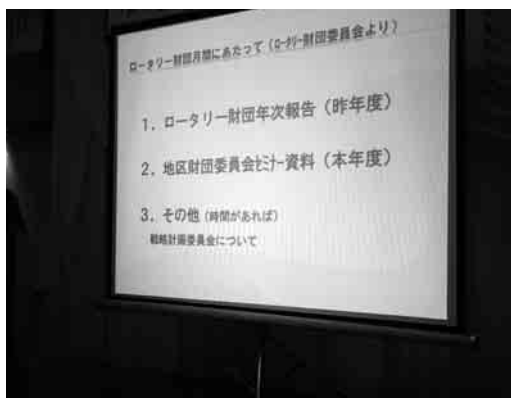 ロータリー財団月間にあたって（ロータリー財団委員会より）
1．ロータリー財団年次報告（昨年度）
2．地区財団委員会セミナー資料（本年度）
3．その他（時間があれば）
戦略計画委員会について